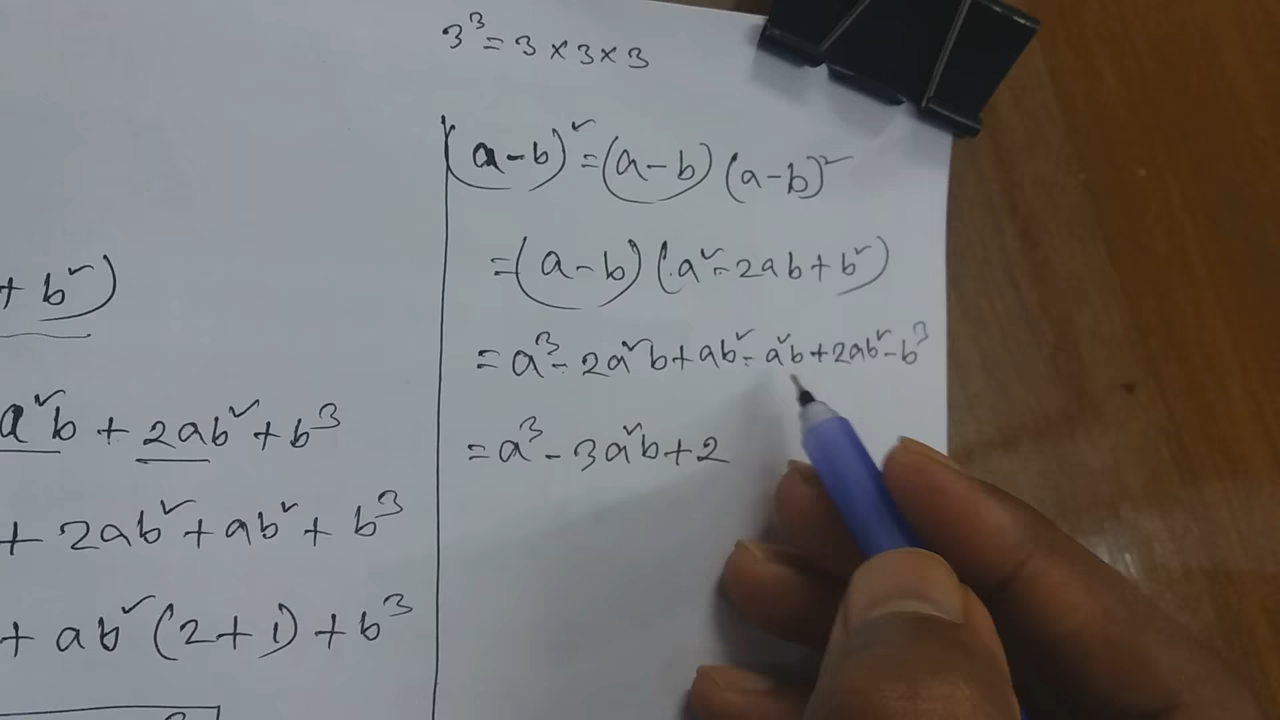 3³ = 3 × 3 × 3
(a-b)² = (a-b) (a-b)²
= (a-b) (a²-2ab+b²)
= a³ - 2a²b + ab² - a²b + 2ab² - b³
= a³ - 3a²b + 2
+ b²)
a²b + 2ab² + b³
+ 2ab² + ab² + b³
+ ab² (2+1) + b³